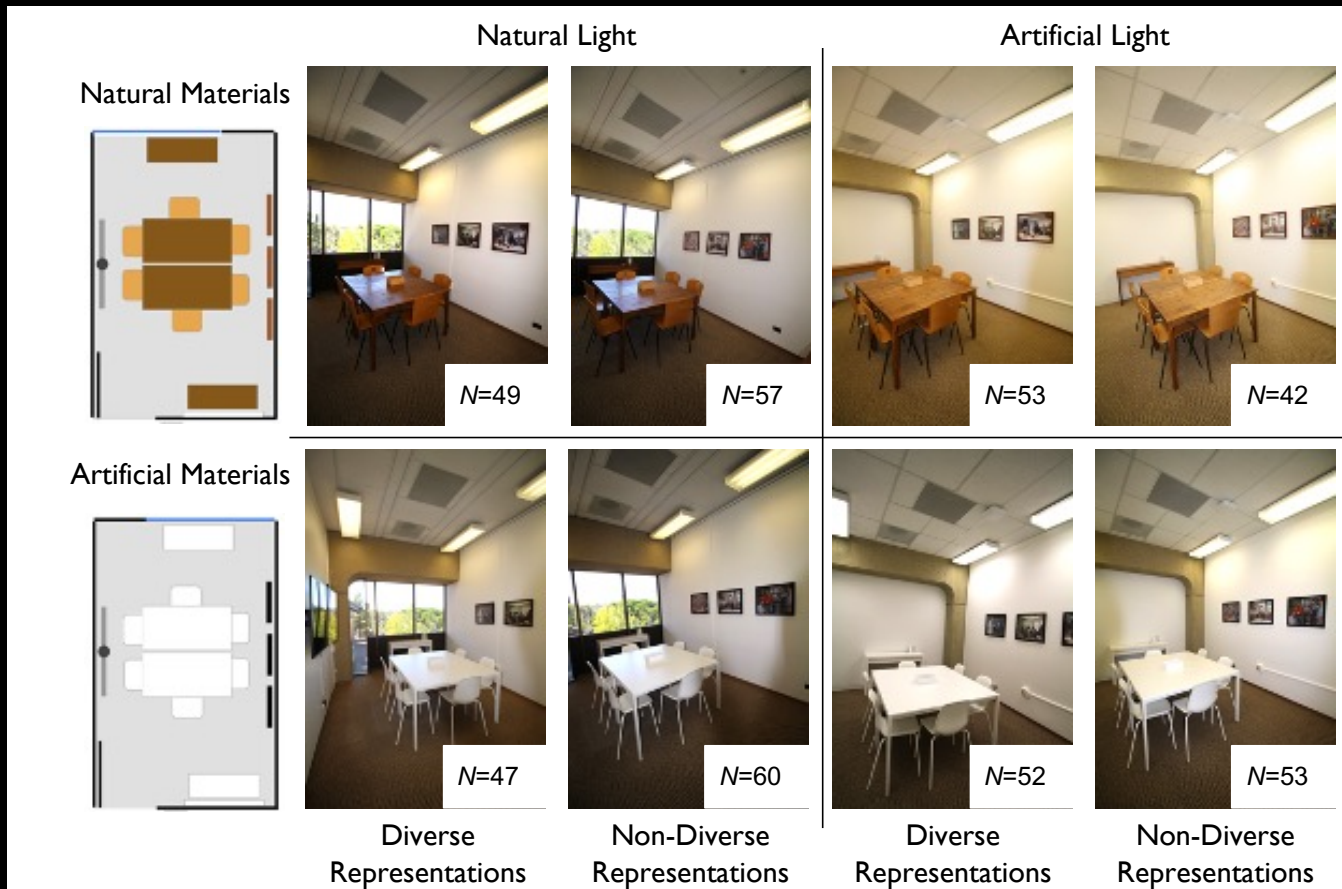 Natural Light
Artificial Light
Natural Materials
N=49
N=57
N=53
N=42
Artificial Materials
N=47
N=60
N=52
N=53
Diverse
Representations
Non-Diverse
Representations
Diverse
Representations
Non-Diverse
Representations